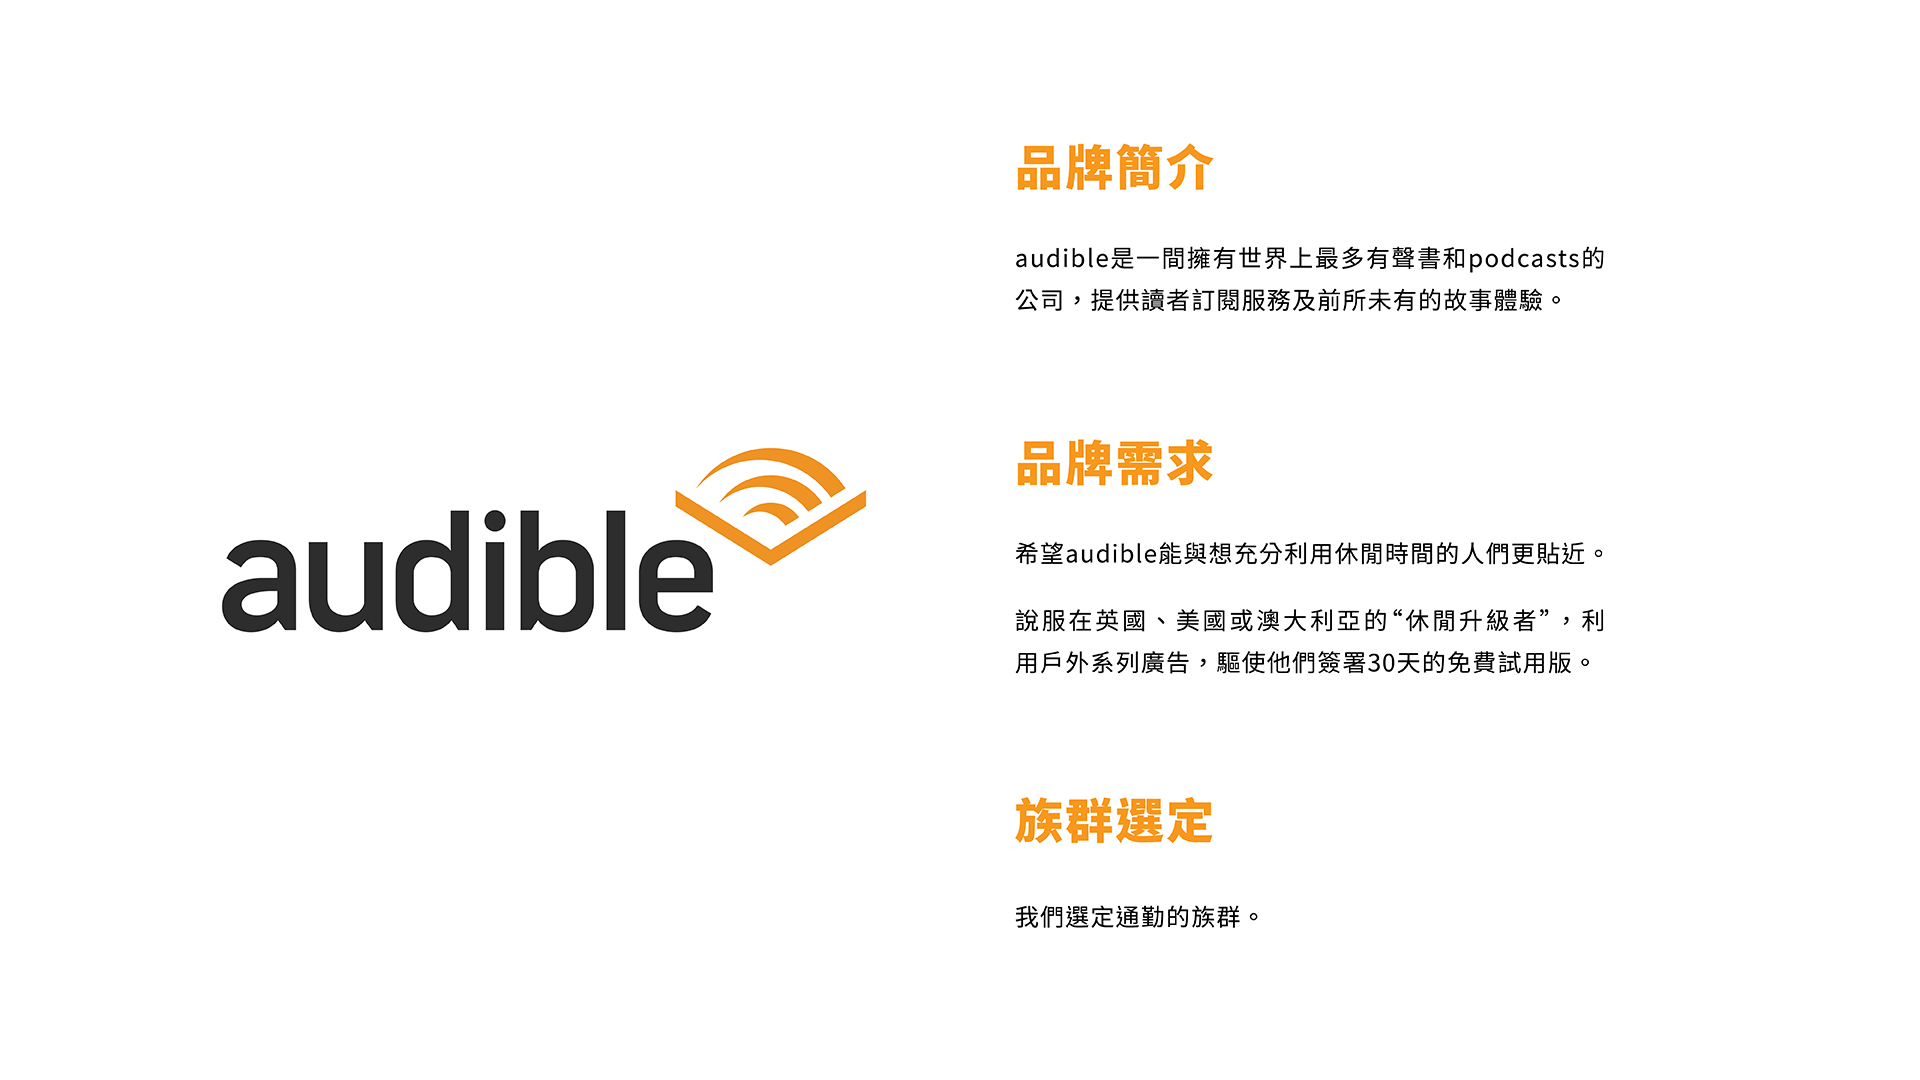 audible
品牌簡介
audible是一間擁有世界上最多有聲書和podcasts的
公司，提供讀者訂閱服務及前所未有的故事體驗。
品牌需求
希望audible能與想充分利用休閒時間的人們更貼近。
說服在英國、美國或澳大利亞的“休閒升級者”，利
用戶外系列廣告，驅使他們簽署30天的免費試用版。
族群選定
我們選定通勤的族群。